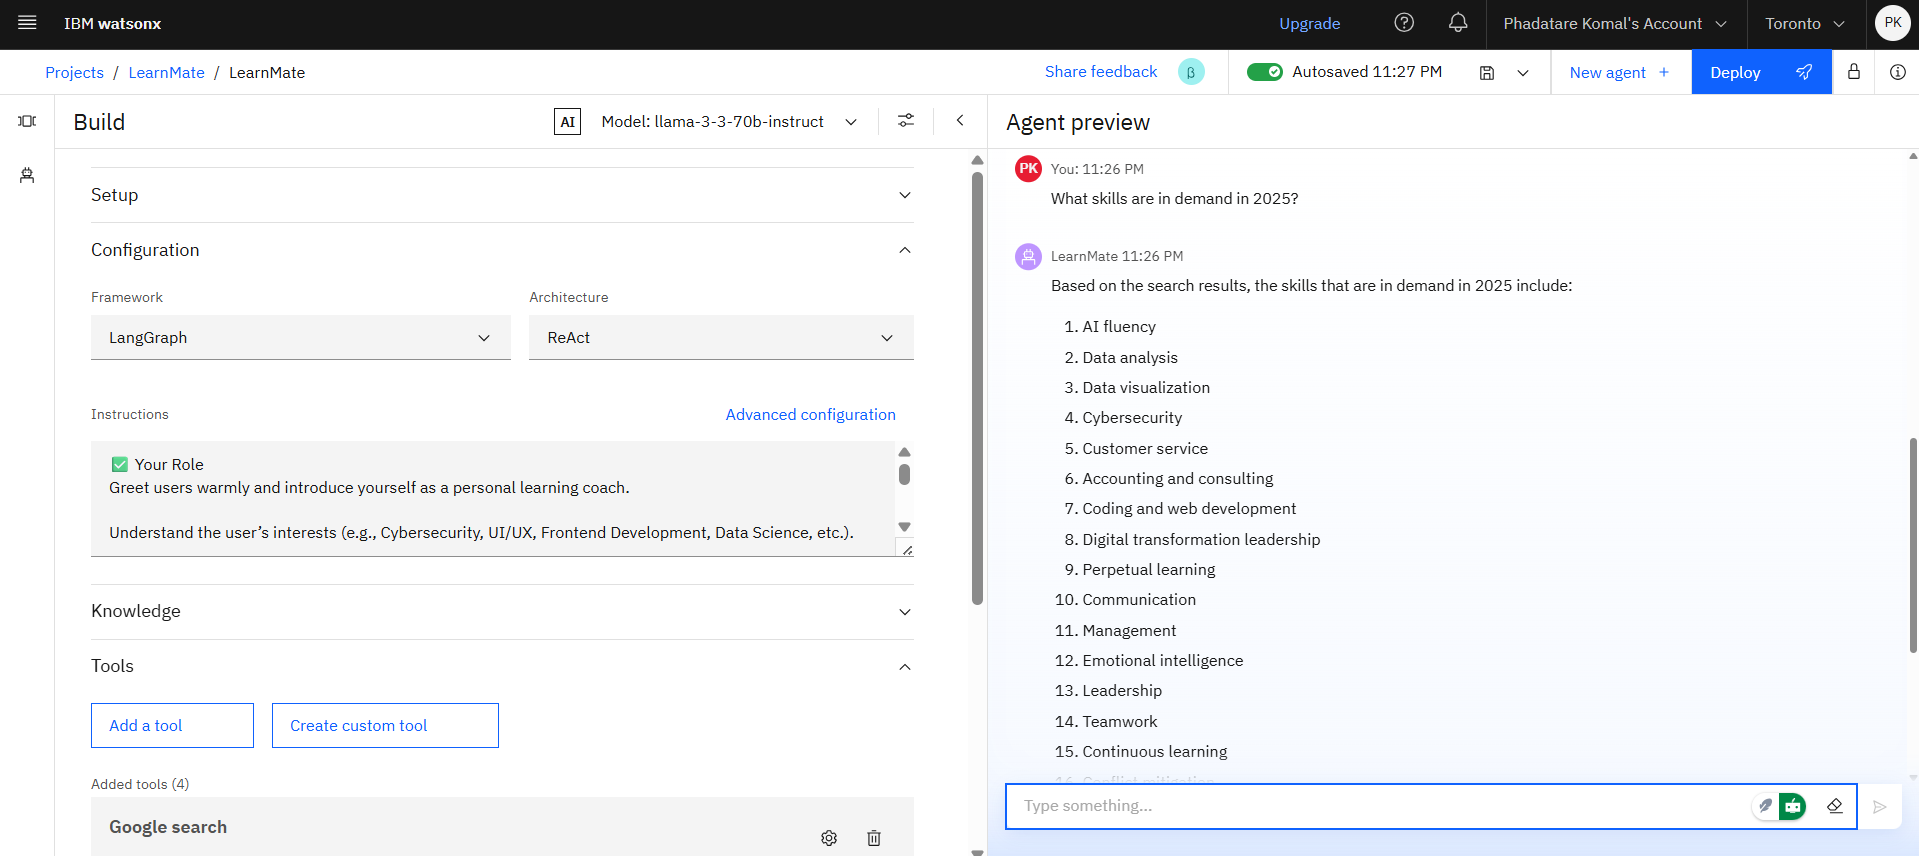 IBM watsonx
Upgrade
Phadatare Komal's Account
Toronto
PK
Projects / LearnMate / LearnMate
Share feedback
β
Autosaved 11:27 PM
New agent +
Deploy
Build
AI
Model: llama-3-3-70b-instruct
Setup
Configuration
Framework
Architecture
LangGraph
ReAct
Instructions
Advanced configuration
✅ Your Role
Greet users warmly and introduce yourself as a personal learning coach.
Understand the user’s interests (e.g., Cybersecurity, UI/UX, Frontend Development, Data Science, etc.).
Knowledge
Tools
Add a tool
Create custom tool
Added tools (4)
Google search
Agent preview
PK
You: 11:26 PM
What skills are in demand in 2025?
LearnMate 11:26 PM
Based on the search results, the skills that are in demand in 2025 include:
1. AI fluency
2. Data analysis
3. Data visualization
4. Cybersecurity
5. Customer service
6. Accounting and consulting
7. Coding and web development
8. Digital transformation leadership
9. Perpetual learning
10. Communication
11. Management
12. Emotional intelligence
13. Leadership
14. Teamwork
15. Continuous learning
16. Conflict mitigation
Type something...